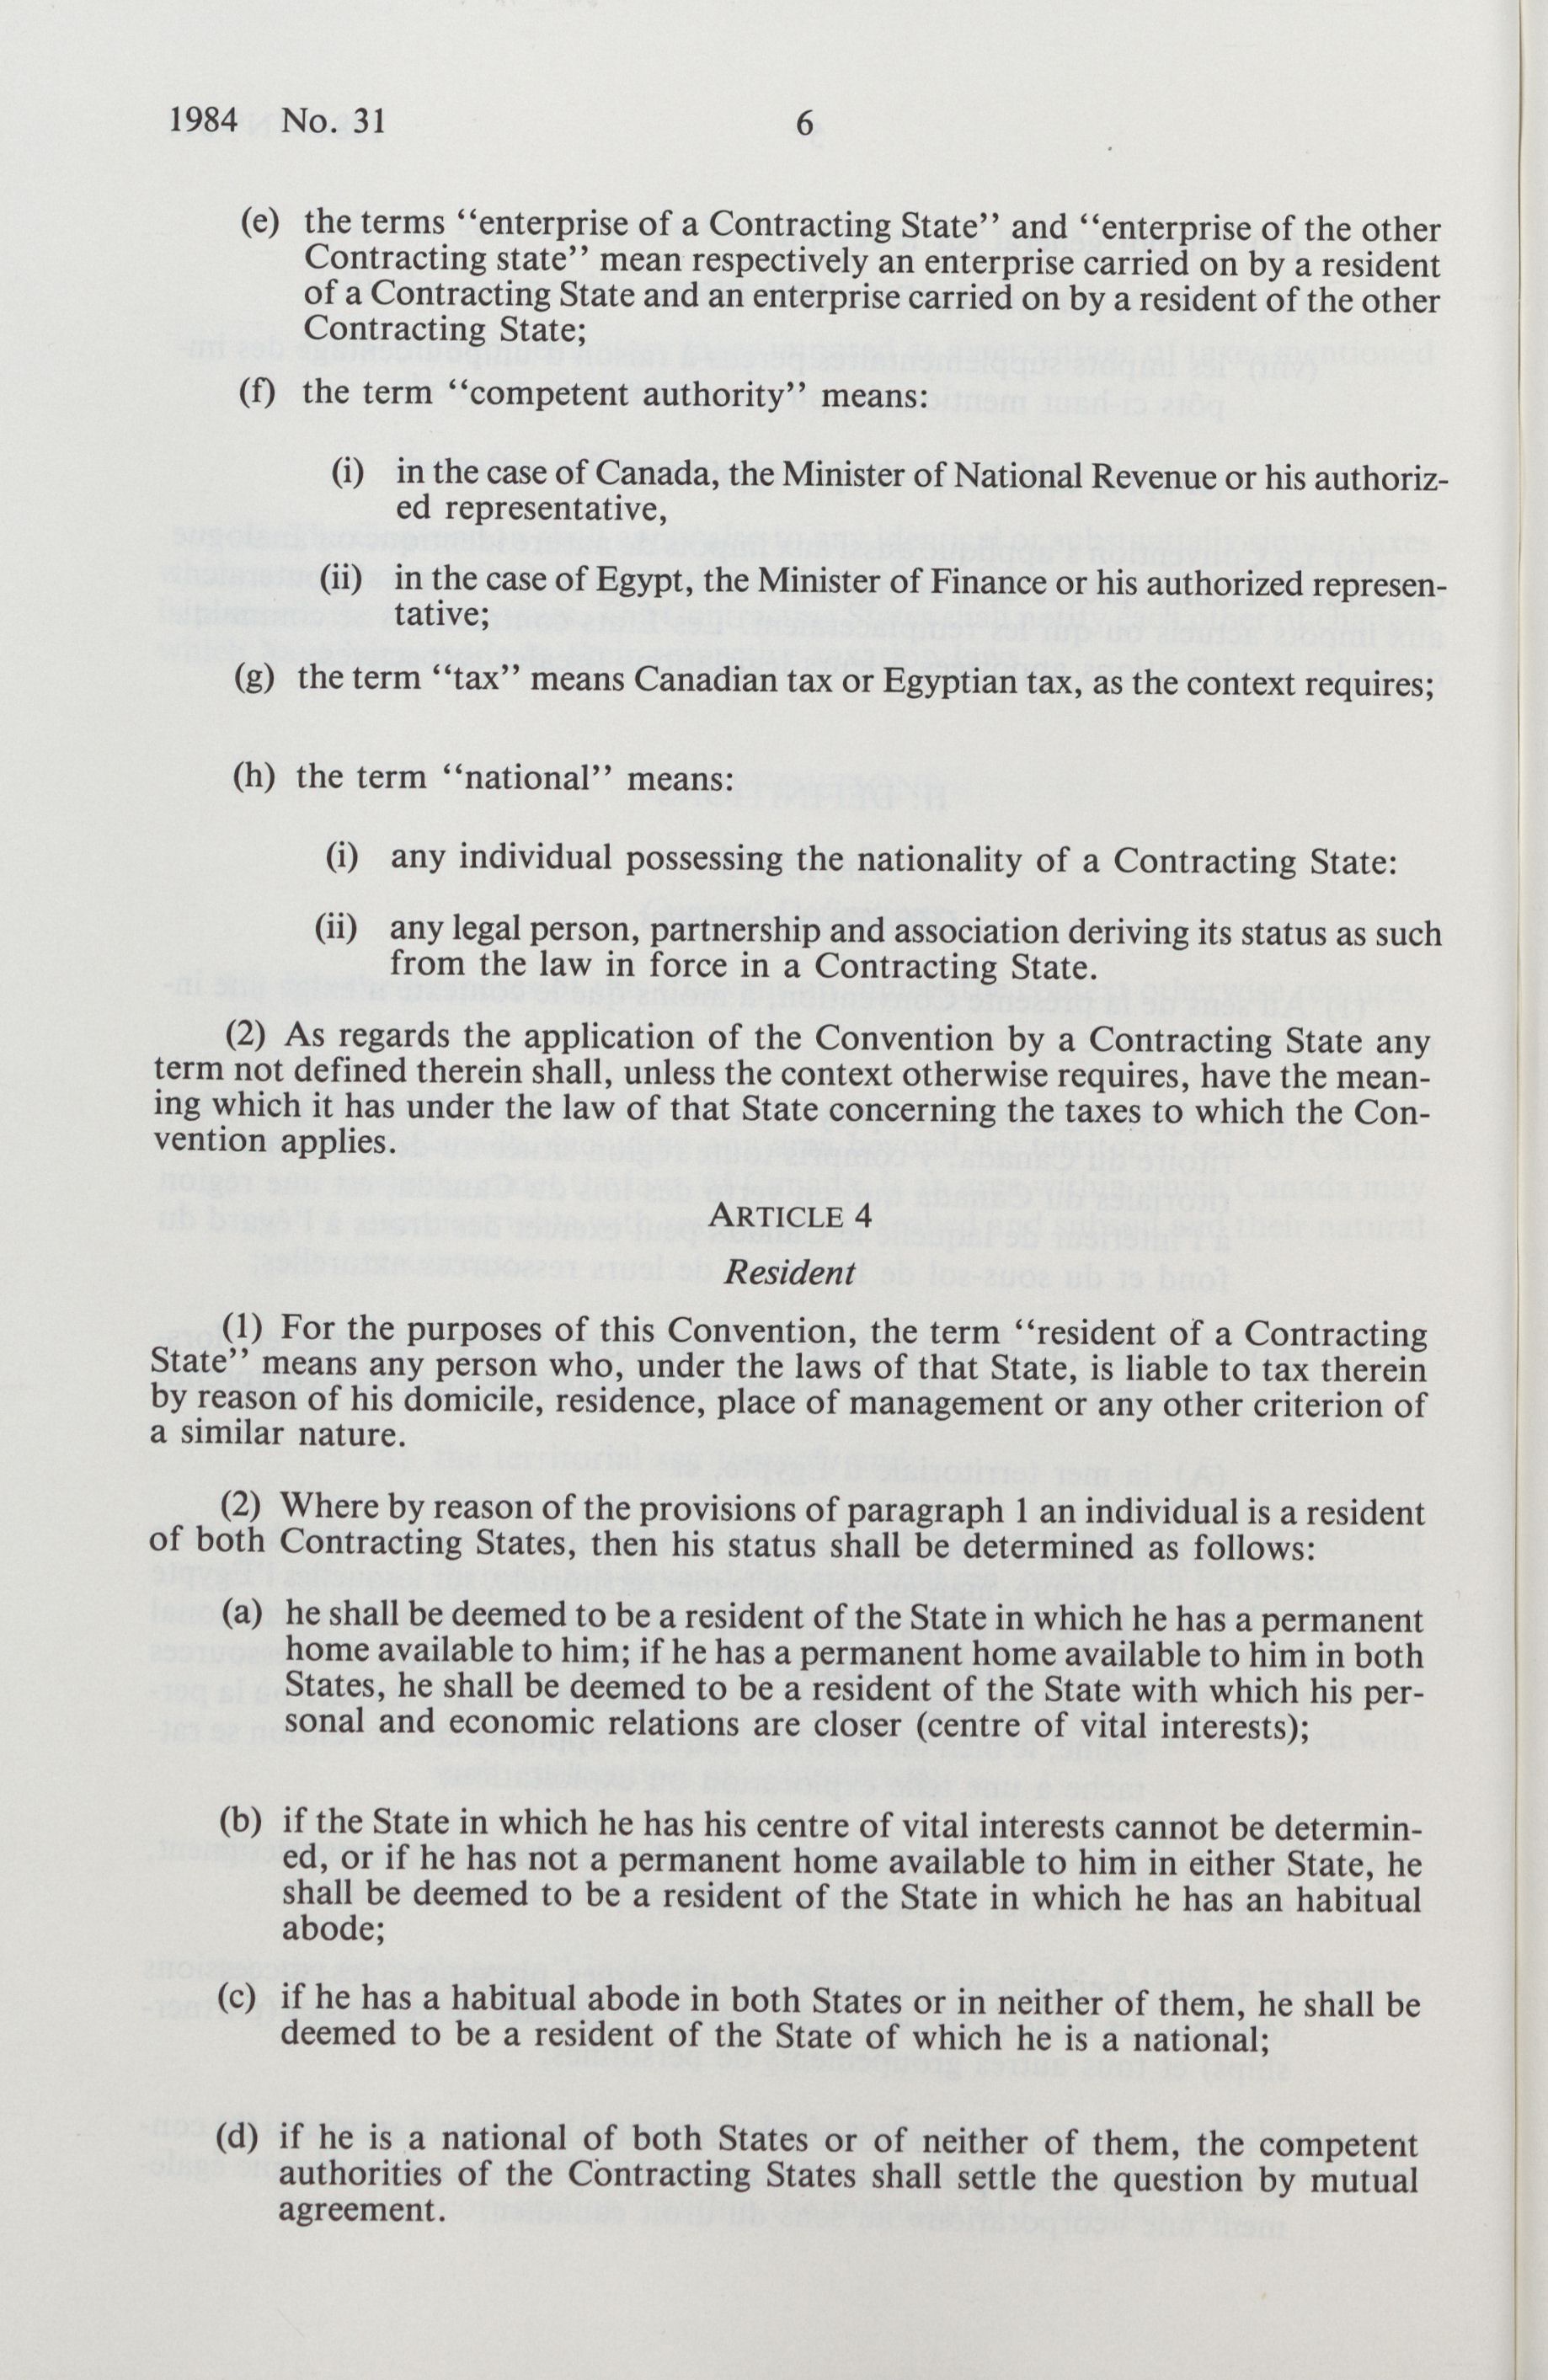 1984 No. 31 6
(e) the terms “enterprise of a Contracting State” and “enterprise of the other
Contracting state” mean respectively an enterprise carried on by a resident
of a Contracting State and an enterprise carried on by a resident of the other
Contracting State;
(f) the term “competent authority” means:
(i) in the case of Canada, the Minister of National Revenue or his authoriz-
ed representative,
(ii) in the case of Egypt, the Minister of Finance or his authorized represen-
tative;
(g) the term “tax” means Canadian tax or Egyptian tax, as the context requires;
(h) the term “national” means:
(i) any individual possessing the nationality of a Contracting State:
(ii) any legal person, partnership and association deriving its status as such
from the law in force in a Contracting State.
(2) As regards the application of the Convention by a Contracting State any
term not defined therein shall, unless the context otherwise requires, have the mean-
ing which it has under the law of that State concerning the taxes to which the Con-
vention applies.
ARTICLE 4
Resident
(1) For the purposes of this Convention, the term “resident of a Contracting
State” means any person who, under the laws of that State, is liable to tax therein
by reason of his domicile, residence, place of management or any other criterion of
a similar nature.
(2) Where by reason of the provisions of paragraph 1 an individual is a resident
of both Contracting States, then his status shall be determined as follows:
(a) he shall be deemed to be a resident of the State in which he has a permanent
home available to him; if he has a permanent home available to him in both
States, he shall be deemed to be a resident of the State with which his per-
sonal and economic relations are closer (centre of vital interests);
(b) if the State in which he has his centre of vital interests cannot be determin-
ed, or if he has not a permanent home available to him in either State, he
shall be deemed to be a resident of the State in which he has an habitual
abode;
(c) if he has a habitual abode in both States or in neither of them, he shall be
deemed to be a resident of the State of which he is a national;
(d) if he is a national of both States or of neither of them, the competent
authorities of the Contracting States shall settle the question by mutual
agreement.